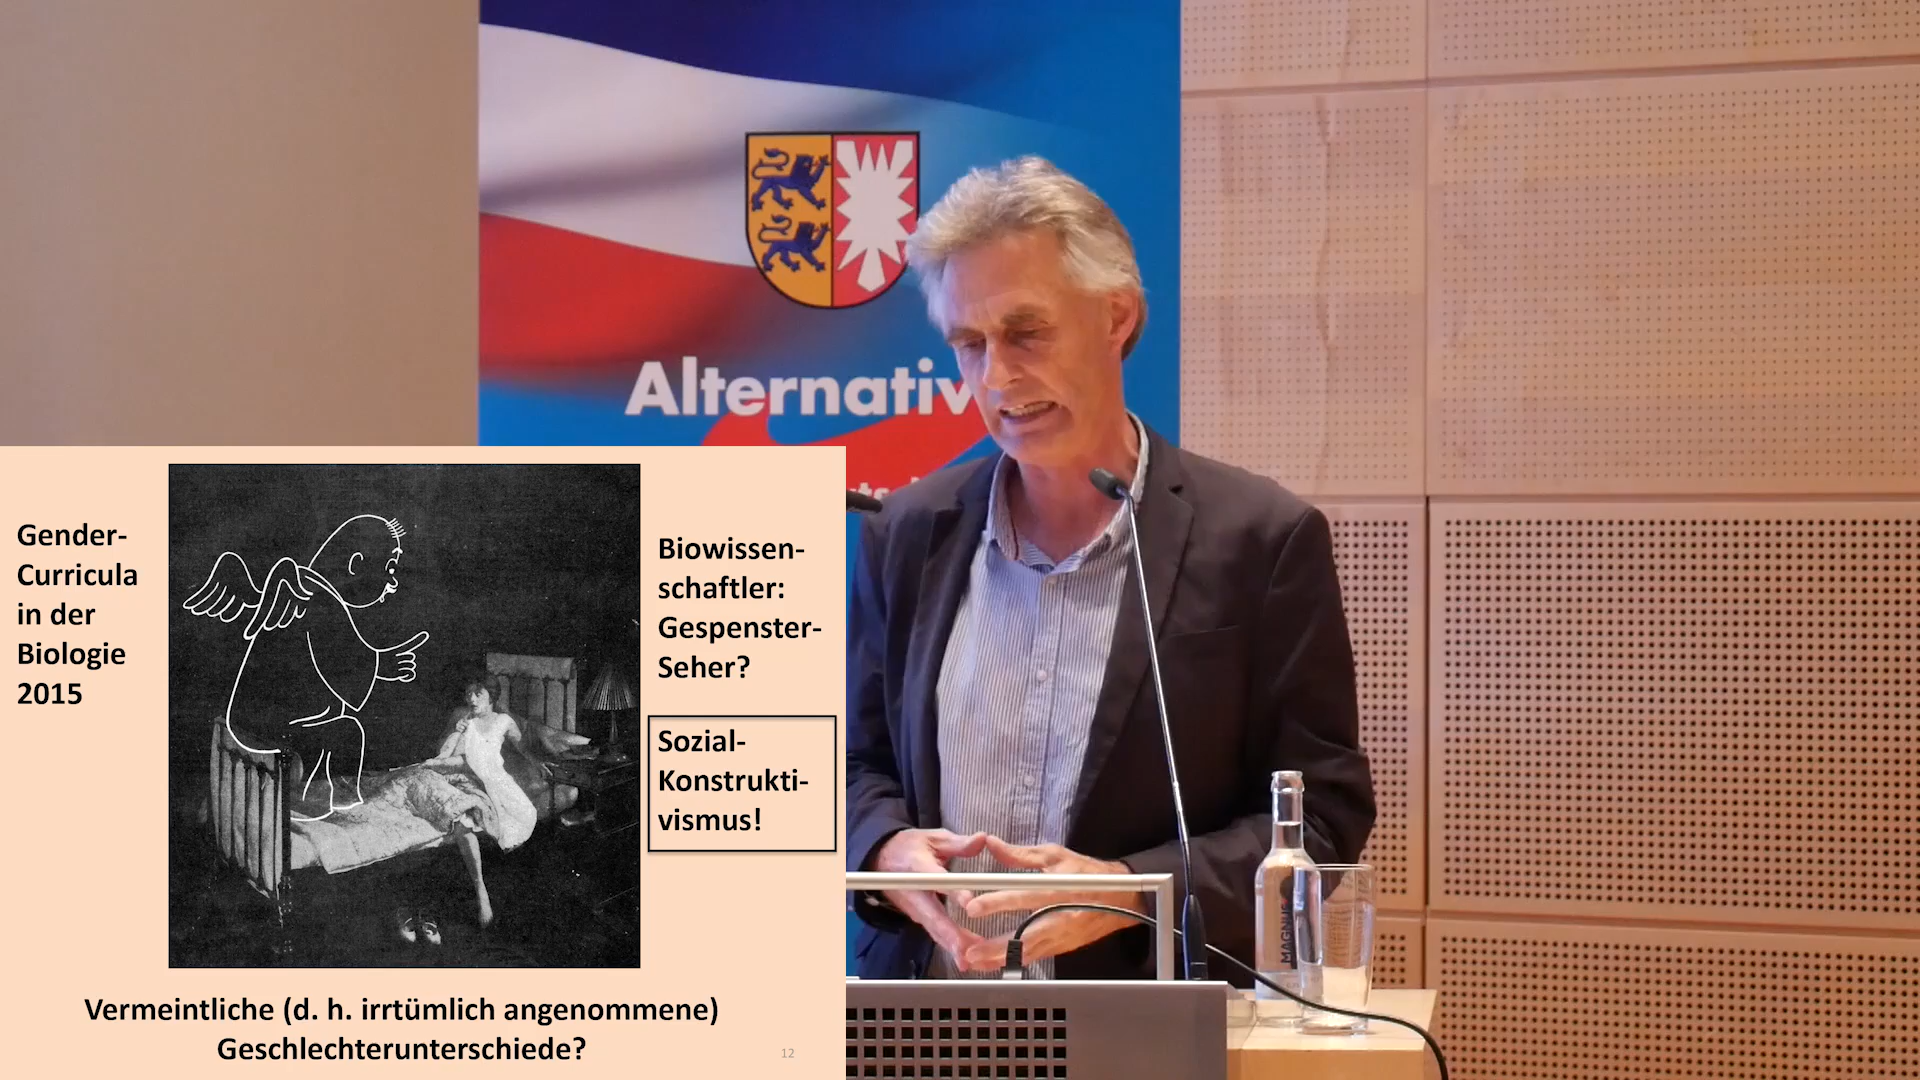 Alternativ
Gender-
Curricula
in der
Biologie
2015
Biowissen-
schaftler:
Gespenster-
Seher?
Sozial-
Konstrukti-
vismus!
Vermeintliche (d. h. irrtümlich angenommene)
Geschlechterunterschiede?
12
MAGNUS